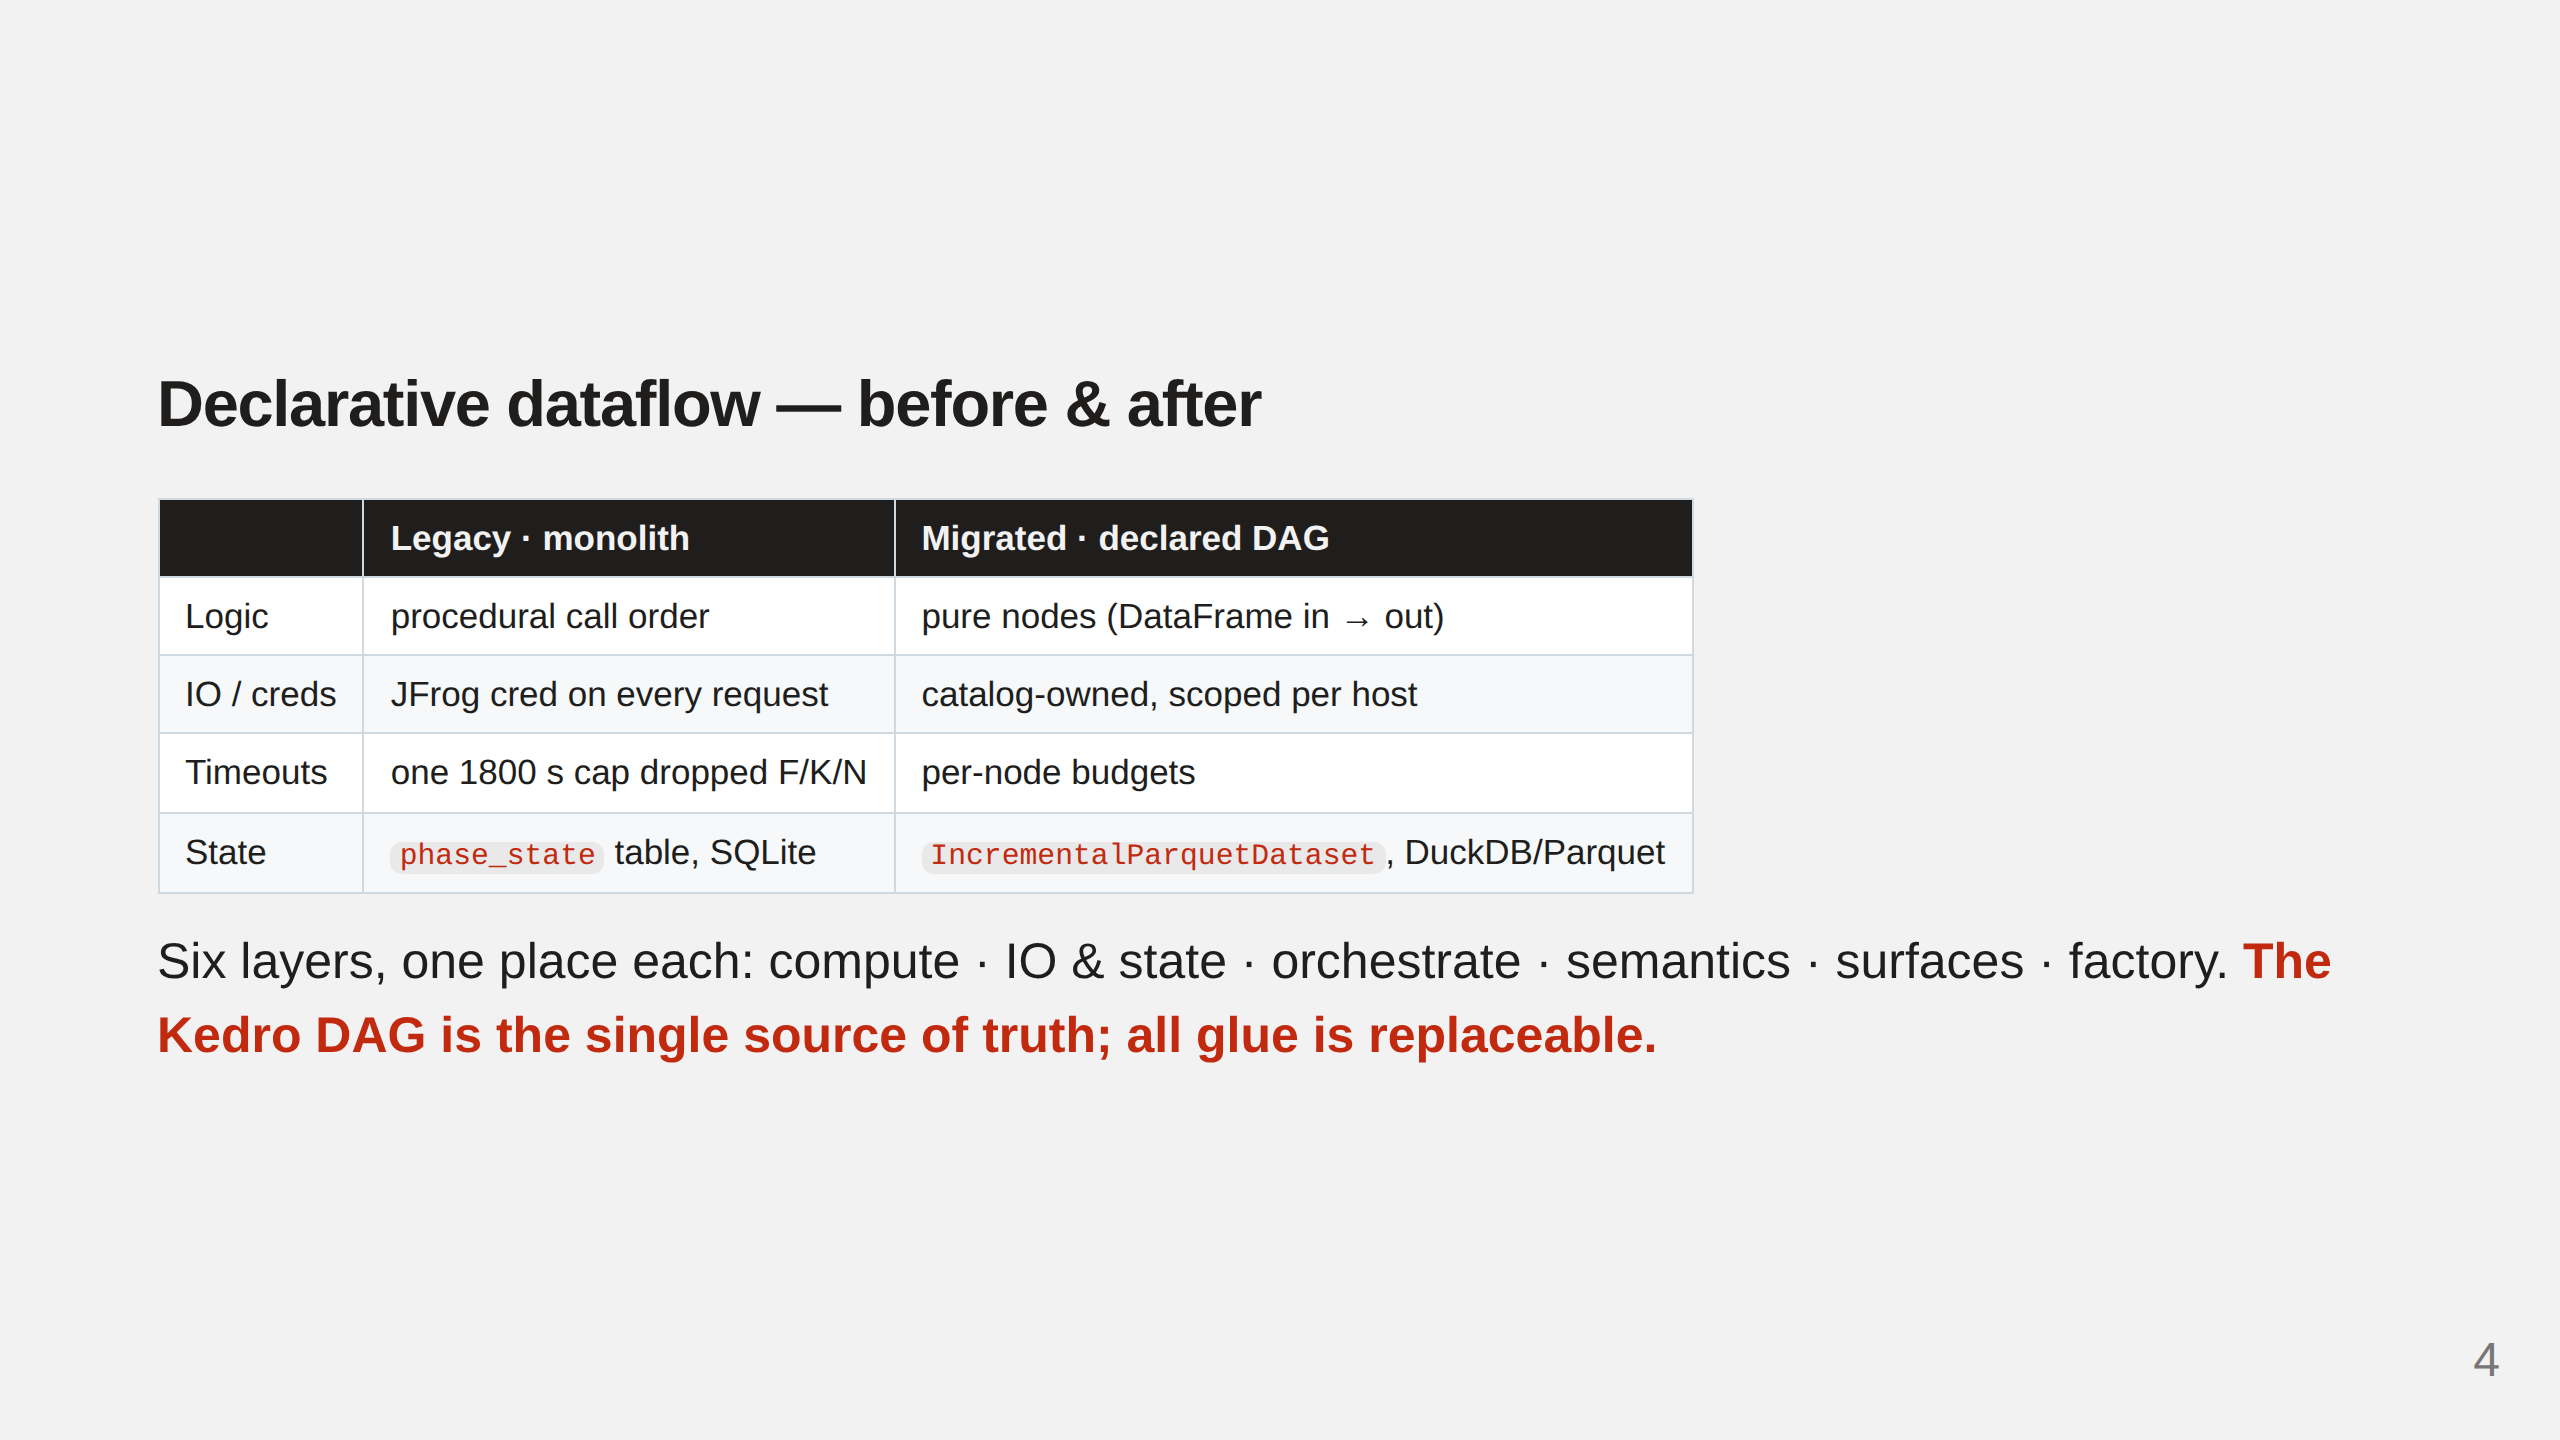 Declarative dataflow — before & after
Legacy · monolith Migrated · declared DAG
Logic procedural call order pure nodes (DataFrame in → out)
IO / creds JFrog cred on every request catalog-owned, scoped per host
Timeouts one 1800 s cap dropped F/K/N per-node budgets
State phase_state table, SQLite IncrementalParquetDataset, DuckDB/Parquet
Six layers, one place each: compute · IO & state · orchestrate · semantics · surfaces · factory. The
Kedro DAG is the single source of truth; all glue is replaceable.
4